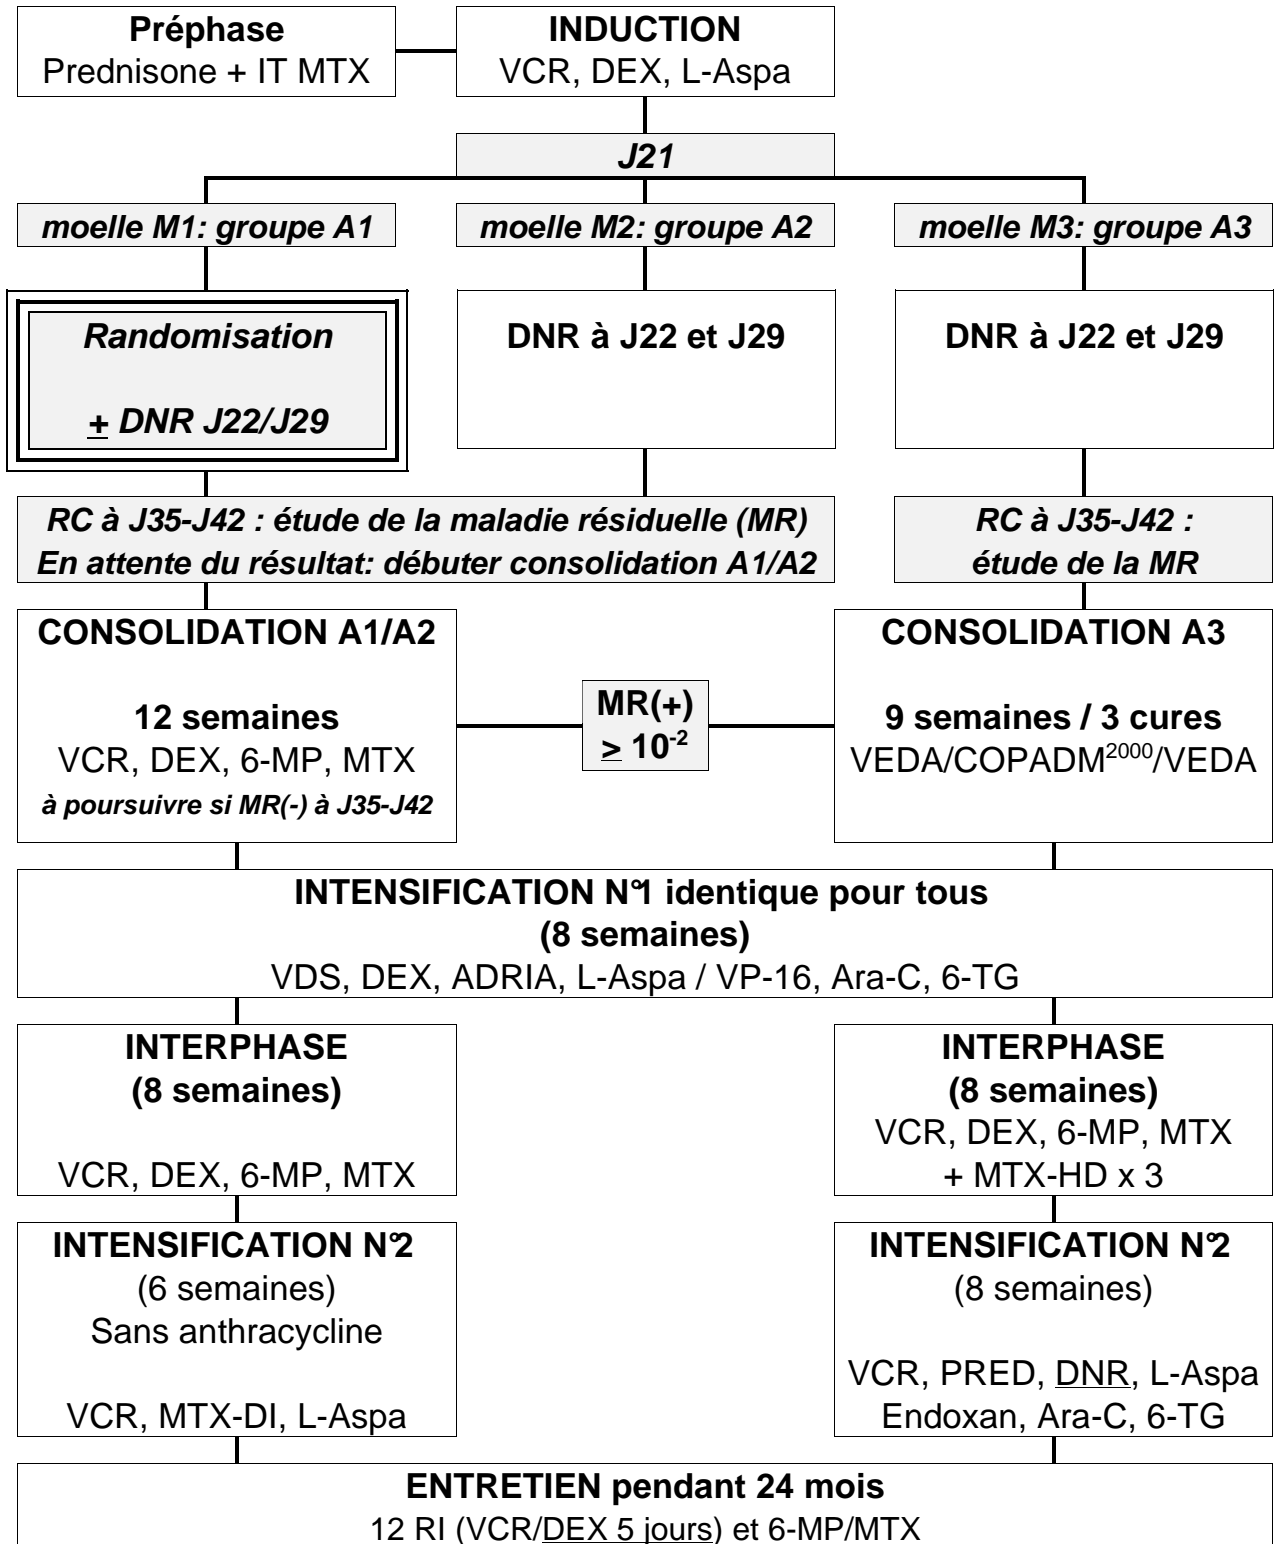 Préphase
Prednisone + IT MTX
INDUCTION
VCR, DEX, L-Aspa
J21
moelle M1: groupe A1
moelle M2: groupe A2
moelle M3: groupe A3
Randomisation
± DNR J22/J29
DNR à J22 et J29
DNR à J22 et J29
RC à J35-J42 : étude de la maladie résiduelle (MR)
En attente du résultat: débuter consolidation A1/A2
RC à J35-J42 :
étude de la MR
CONSOLIDATION A1/A2
12 semaines
VCR, DEX, 6-MP, MTX
à poursuivre si MR(-) à J35-J42
MR(+)
≥ 10⁻²
CONSOLIDATION A3
9 semaines / 3 cures
VEDA/COPADM²⁰⁰⁰/VEDA
INTENSIFICATION N°1 identique pour tous
(8 semaines)
VDS, DEX, ADRIA, L-Aspa / VP-16, Ara-C, 6-TG
INTERPHASE
(8 semaines)
VCR, DEX, 6-MP, MTX
INTERPHASE
(8 semaines)
VCR, DEX, 6-MP, MTX
+ MTX-HD x 3
INTENSIFICATION N°2
(6 semaines)
Sans anthracycline
VCR, MTX-DI, L-Aspa
INTENSIFICATION N°2
(8 semaines)
VCR, PRED, DNR, L-Aspa
Endoxan, Ara-C, 6-TG
ENTRETIEN pendant 24 mois
12 RI (VCR/DEX 5 jours) et 6-MP/MTX